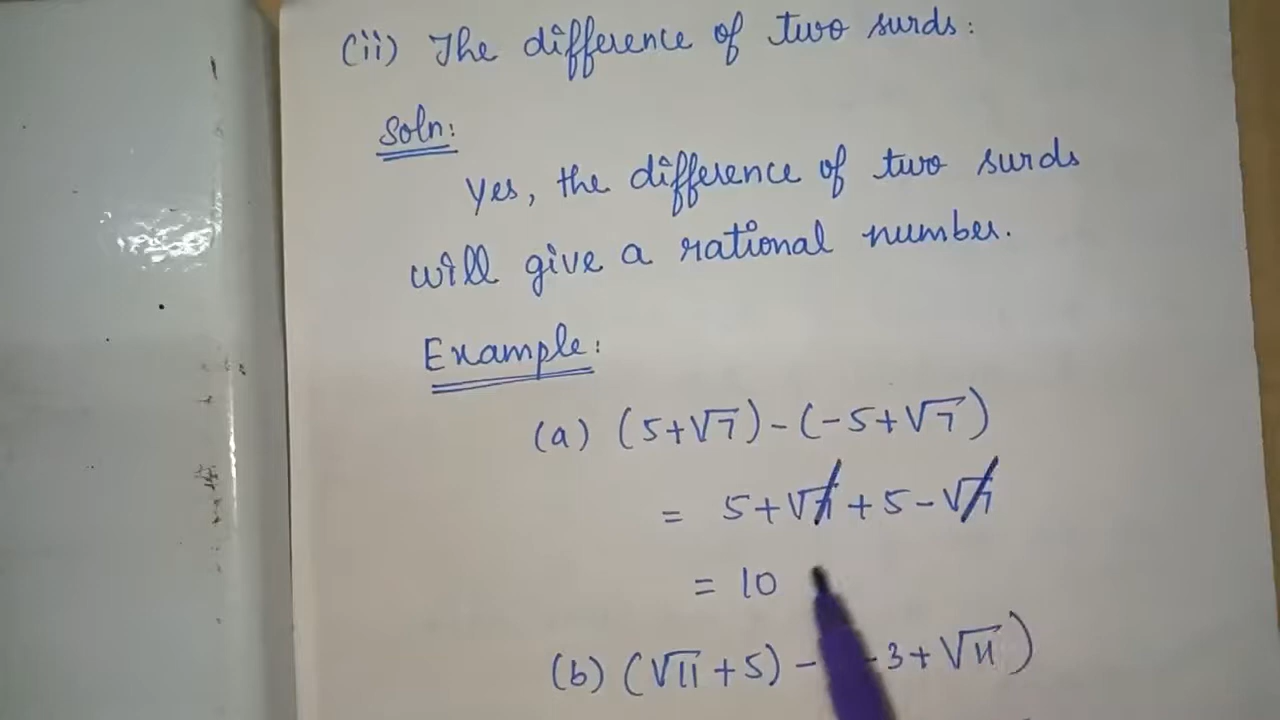 (ii) The difference of two surds:
Soln:
Yes, the difference of two surds
will give a rational number.
Example:
(a) (5+√7)-(-5+√7)
= 5+√7+5-√7
= 10
(b) (√11+5)- -3+√11)